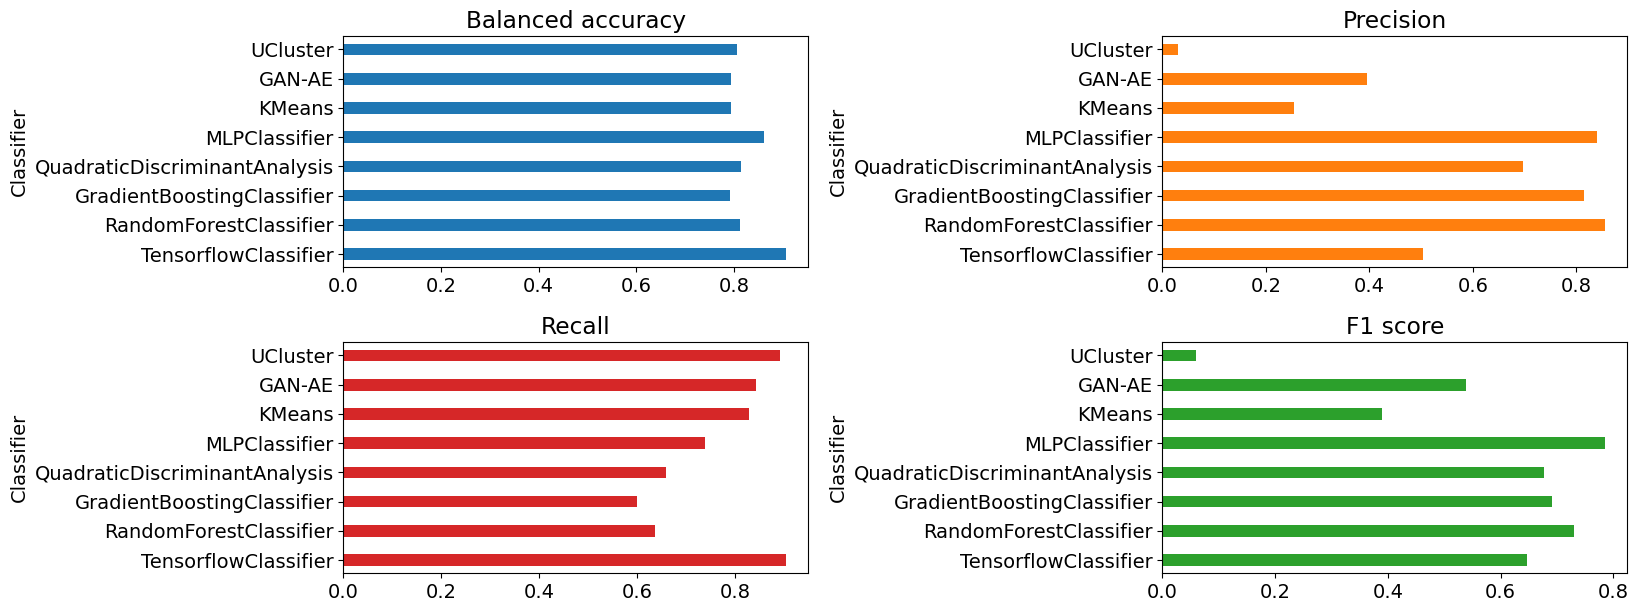 Balanced accuracy
Classifier
UCluster
GAN-AE
KMeans
MLPClassifier
QuadraticDiscriminantAnalysis
GradientBoostingClassifier
RandomForestClassifier
TensorflowClassifier
0.0 0.2 0.4 0.6 0.8
Precision
Classifier
UCluster
GAN-AE
KMeans
MLPClassifier
QuadraticDiscriminantAnalysis
GradientBoostingClassifier
RandomForestClassifier
TensorflowClassifier
0.0 0.2 0.4 0.6 0.8
Recall
Classifier
UCluster
GAN-AE
KMeans
MLPClassifier
QuadraticDiscriminantAnalysis
GradientBoostingClassifier
RandomForestClassifier
TensorflowClassifier
0.0 0.2 0.4 0.6 0.8
F1 score
Classifier
UCluster
GAN-AE
KMeans
MLPClassifier
QuadraticDiscriminantAnalysis
GradientBoostingClassifier
RandomForestClassifier
TensorflowClassifier
0.0 0.2 0.4 0.6 0.8